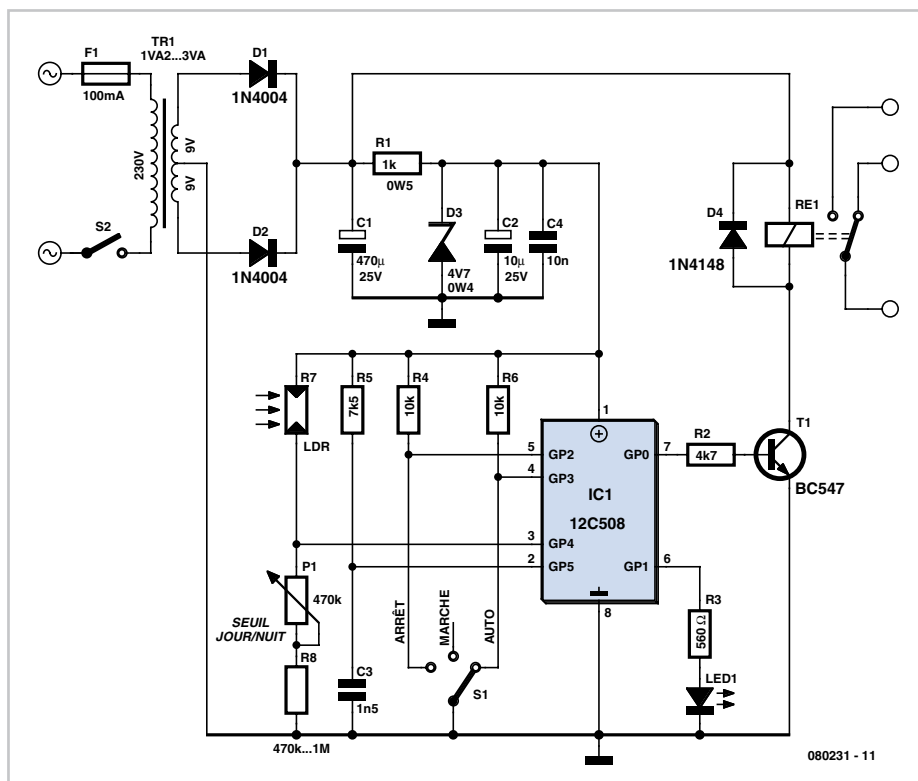 TR1
F1
1VA2...3VA
D1
100mA
1N4004
230V
9V
9V
S2
D2
1N4004
R1
1k
0W5
C1
470µ
25V
D3
4V7
0W4
C2
10µ
25V
C4
10n
D4
1N4148
RE1
R7
LDR
R5
7k5
R4
10k
R6
10k
1
5
GP2
4
GP3
3
GP4
2
GP5
IC1
12C508
GP0
7
GP1
6
8
R2
4k7
T1
BC547
P1
470k
SEUIL
JOUR/NUIT
R8
470k...1M
C3
1n5
ARRÊT
MARCHE
AUTO
S1
R3
560 Ω
LED1
080231 - 11